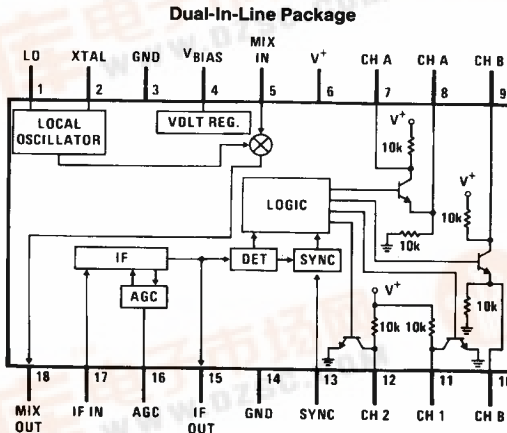 Dual-In-Line Package
LO XTAL GND VBIAS MIX IN V+ CH A CH A CH B
1 2 3 4 5 6 7 8 9
LOCAL OSCILLATOR
VOLT REG.
V+
10k
LOGIC
V+
10k
10k
IF
DET
SYNC
AGC
V+
10k
10k 10k
18 17 16 15 14 13 12 11 10
MIX OUT IF IN AGC IF OUT GND SYNC CH 2 CH 1 CH B